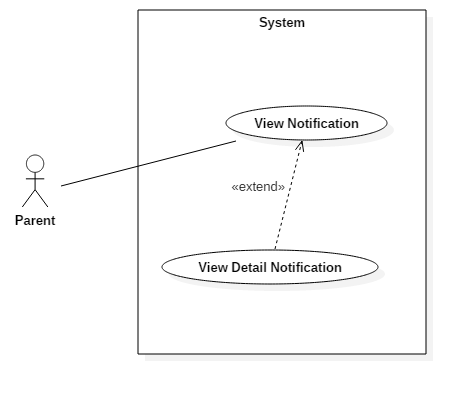 System
View Notification
«extend»
Parent
View Detail Notification